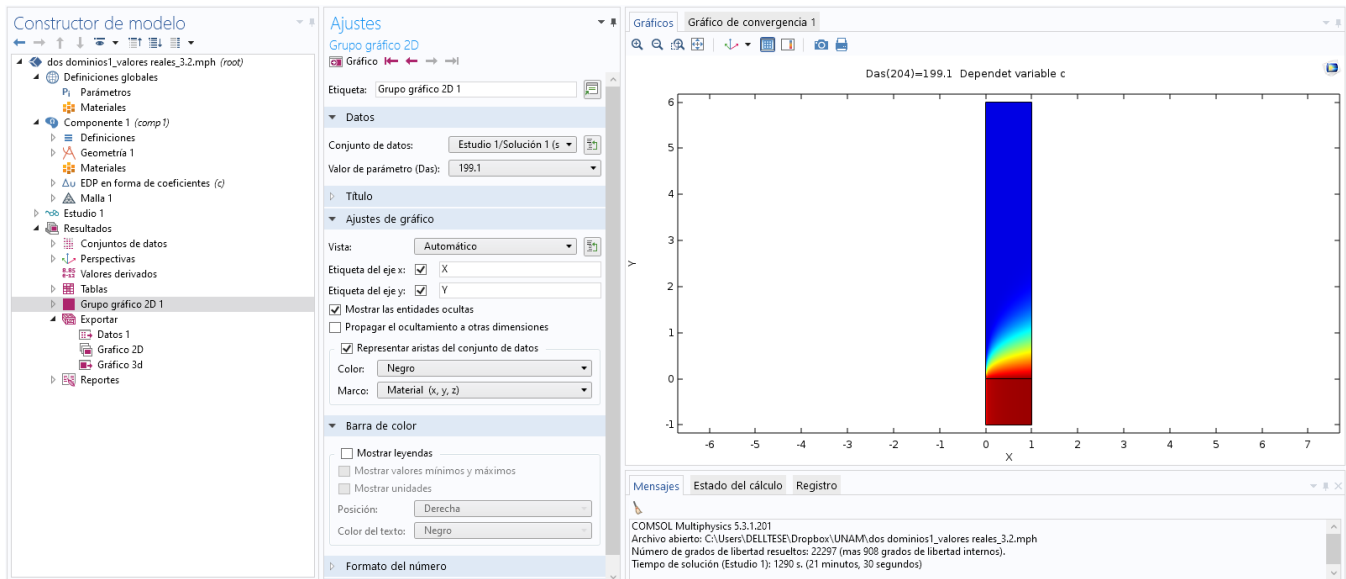 Constructor de modelo
dos dominios1_valores reales_3.2.mph (root)
Definiciones globales
Pi Parámetros
Materiales
Componente 1 (comp1)
Definiciones
Geometría 1
Materiales
Δu EDP en forma de coeficientes (c)
Malla 1
Estudio 1
Resultados
Conjuntos de datos
Perspectivas
8.85
e-12
Valores derivados
Tablas
Grupo gráfico 2D 1
Exportar
Datos 1
Grafico 2D
Gráfico 3d
Reportes
Ajustes
Grupo gráfico 2D
Gráfico
Etiqueta: Grupo gráfico 2D 1
Datos
Conjunto de datos: Estudio 1/Solución 1 (s
Valor de parámetro (Das): 199.1
Título
Ajustes de gráfico
Vista: Automático
Etiqueta del eje x: X
Etiqueta del eje y: Y
Mostrar las entidades ocultas
Propagar el ocultamiento a otras dimensiones
Representar aristas del conjunto de datos
Color: Negro
Marco: Material (x, y, z)
Barra de color
Mostrar leyendas
Mostrar valores mínimos y máximos
Mostrar unidades
Posición: Derecha
Color del texto: Negro
Formato del número
Gráficos Gráfico de convergencia 1
Das(204)=199.1 Dependet variable c
6
5
4
3
2
1
0
-1
Y
-6 -5 -4 -3 -2 -1 0 1 2 3 4 5 6 7
X
Mensajes Estado del cálculo Registro
COMSOL Multiphysics 5.3.1.201
Archivo abierto: C:\Users\DELLTESE\Dropbox\UNAM\dos dominios1_valores reales_3.2.mph
Número de grados de libertad resueltos: 22297 (mas 908 grados de libertad internos).
Tiempo de solución (Estudio 1): 1290 s. (21 minutos, 30 segundos)